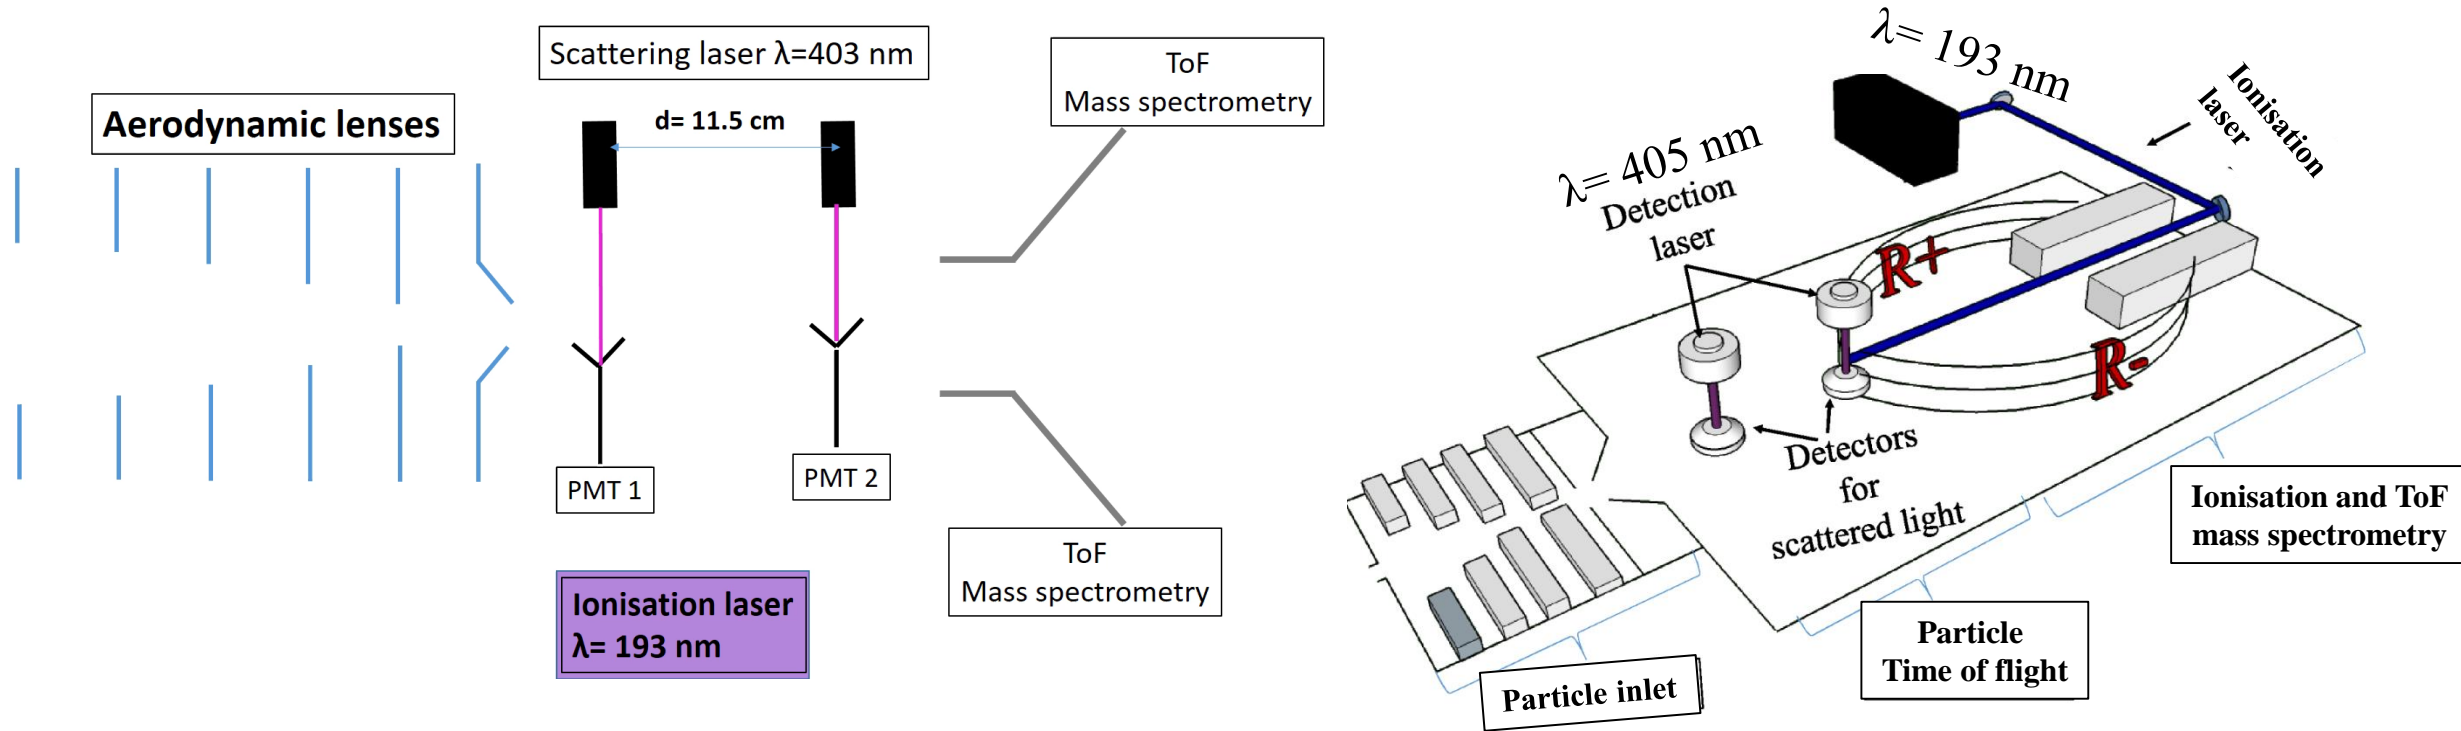 Aerodynamic lenses
Scattering laser λ=403 nm
d= 11.5 cm
PMT 1
PMT 2
Ionisation laser
λ= 193 nm
ToF
Mass spectrometry
ToF
Mass spectrometry
λ= 193 nm
Ionisation
laser
λ= 405 nm
Detection
laser
R+
R-
Detectors
for
scattered light
Ionisation and ToF
mass spectrometry
Particle
Time of flight
Particle inlet